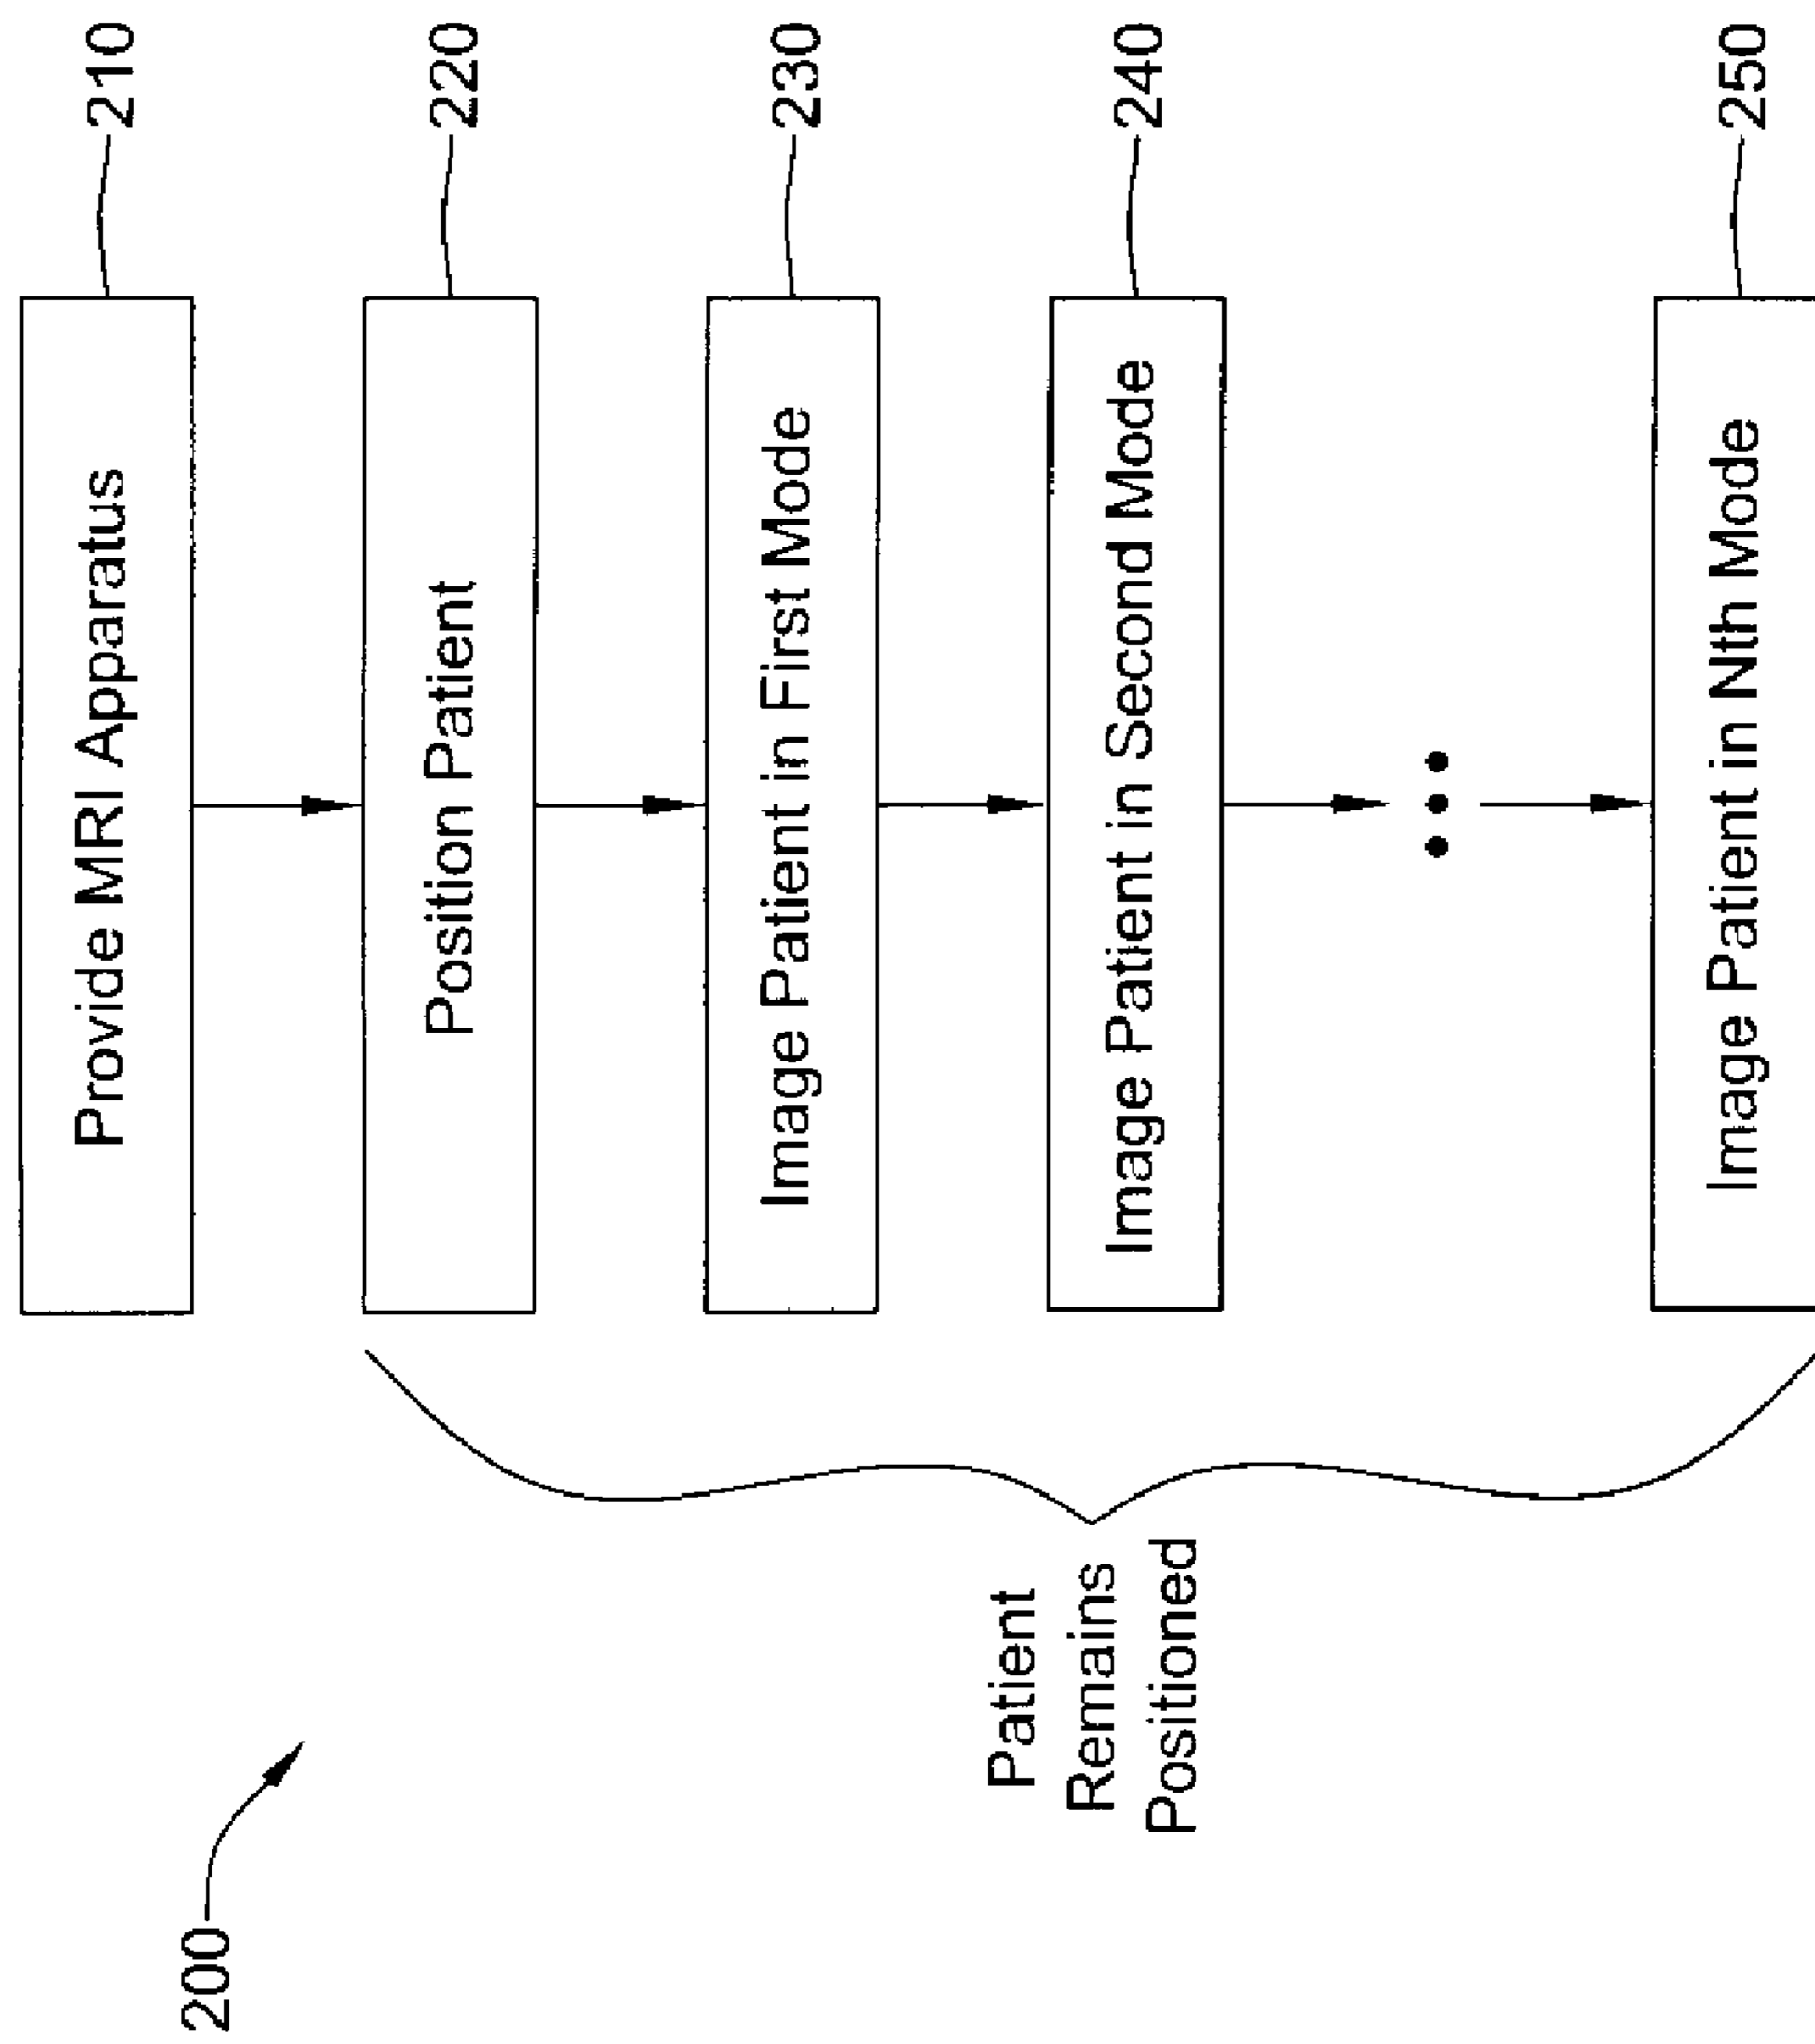 200
Provide MRI Apparatus
210
Position Patient
220
Image Patient in First Mode
230
Image Patient in Second Mode
240
Image Patient in Nth Mode
250
Patient
Remains
Positioned